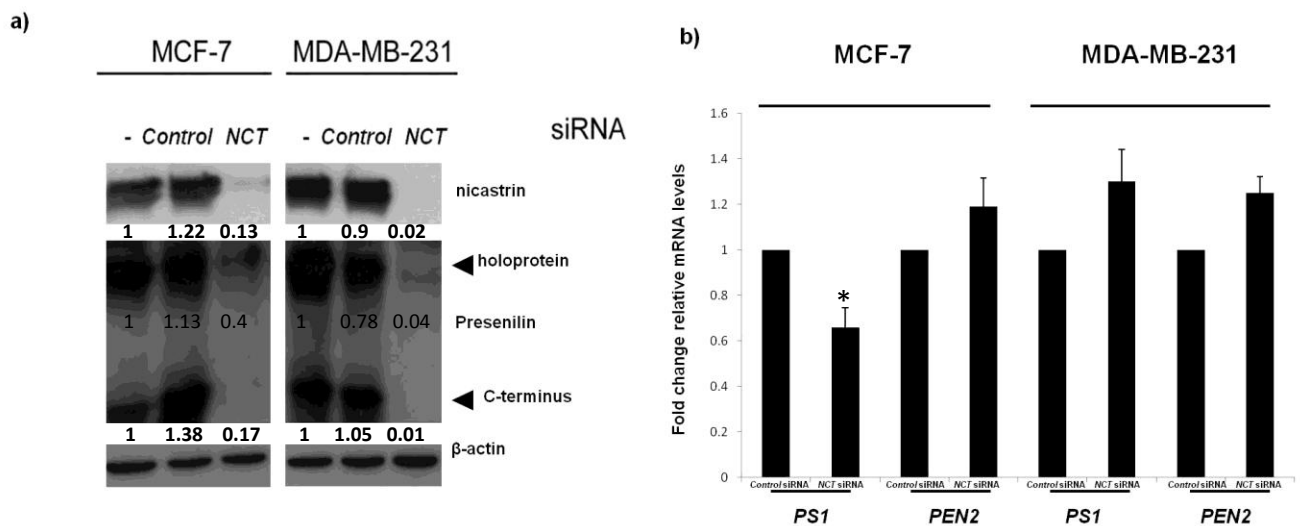 a)
MCF-7 MDA-MB-231
- Control NCT - Control NCT siRNA
nicastrin
1 1.22 0.13 1 0.9 0.02
holoprotein
1 1.13 0.4 1 0.78 0.04 Presenilin
C-terminus
1 1.38 0.17 1 1.05 0.01
β-actin
b)
MCF-7 MDA-MB-231
Fold change relative mRNA levels
1.6
1.4
1.2
1
0.8
0.6
0.4
0.2
0
*
Control siRNA NCT siRNA Control siRNA NCT siRNA Control siRNA NCT siRNA Control siRNA NCT siRNA
PS1 PEN2 PS1 PEN2